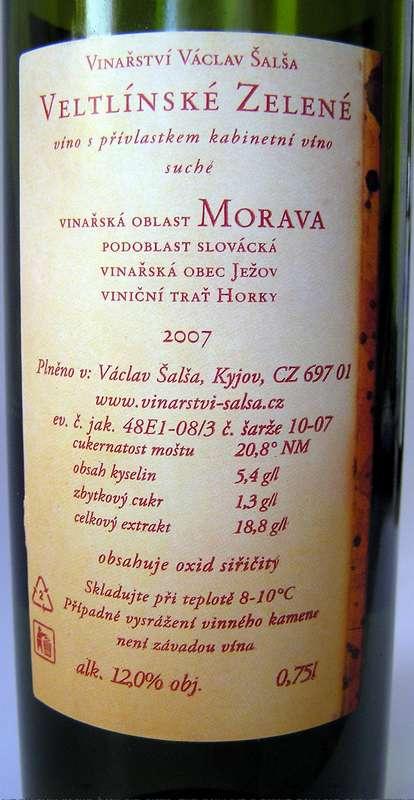 Vinařství Václav Šalša
Veltlínské Zelené
víno s přívlastkem kabinetní víno
suché
vinařská oblast Morava
podoblast slovácká
vinařská obec Ježov
viniční trať Horky
2007
Plněno v: Václav Šalša, Kyjov, CZ 697 01
www.vinarstvi-salsa.cz
ev. č. jak. 48E1-08/3 č. šarže 10-07
cukernatost moštu 20,8° NM
obsah kyselin 5,4 g/l
zbytkový cukr 1,3 g/l
celkový extrakt 18,8 g/l
obsahuje oxid siřičitý
Skladujte při teplotě 8-10°C
Případné vysrážení vinného kamene
není závadou vína
alk. 12,0% obj. 0,75l